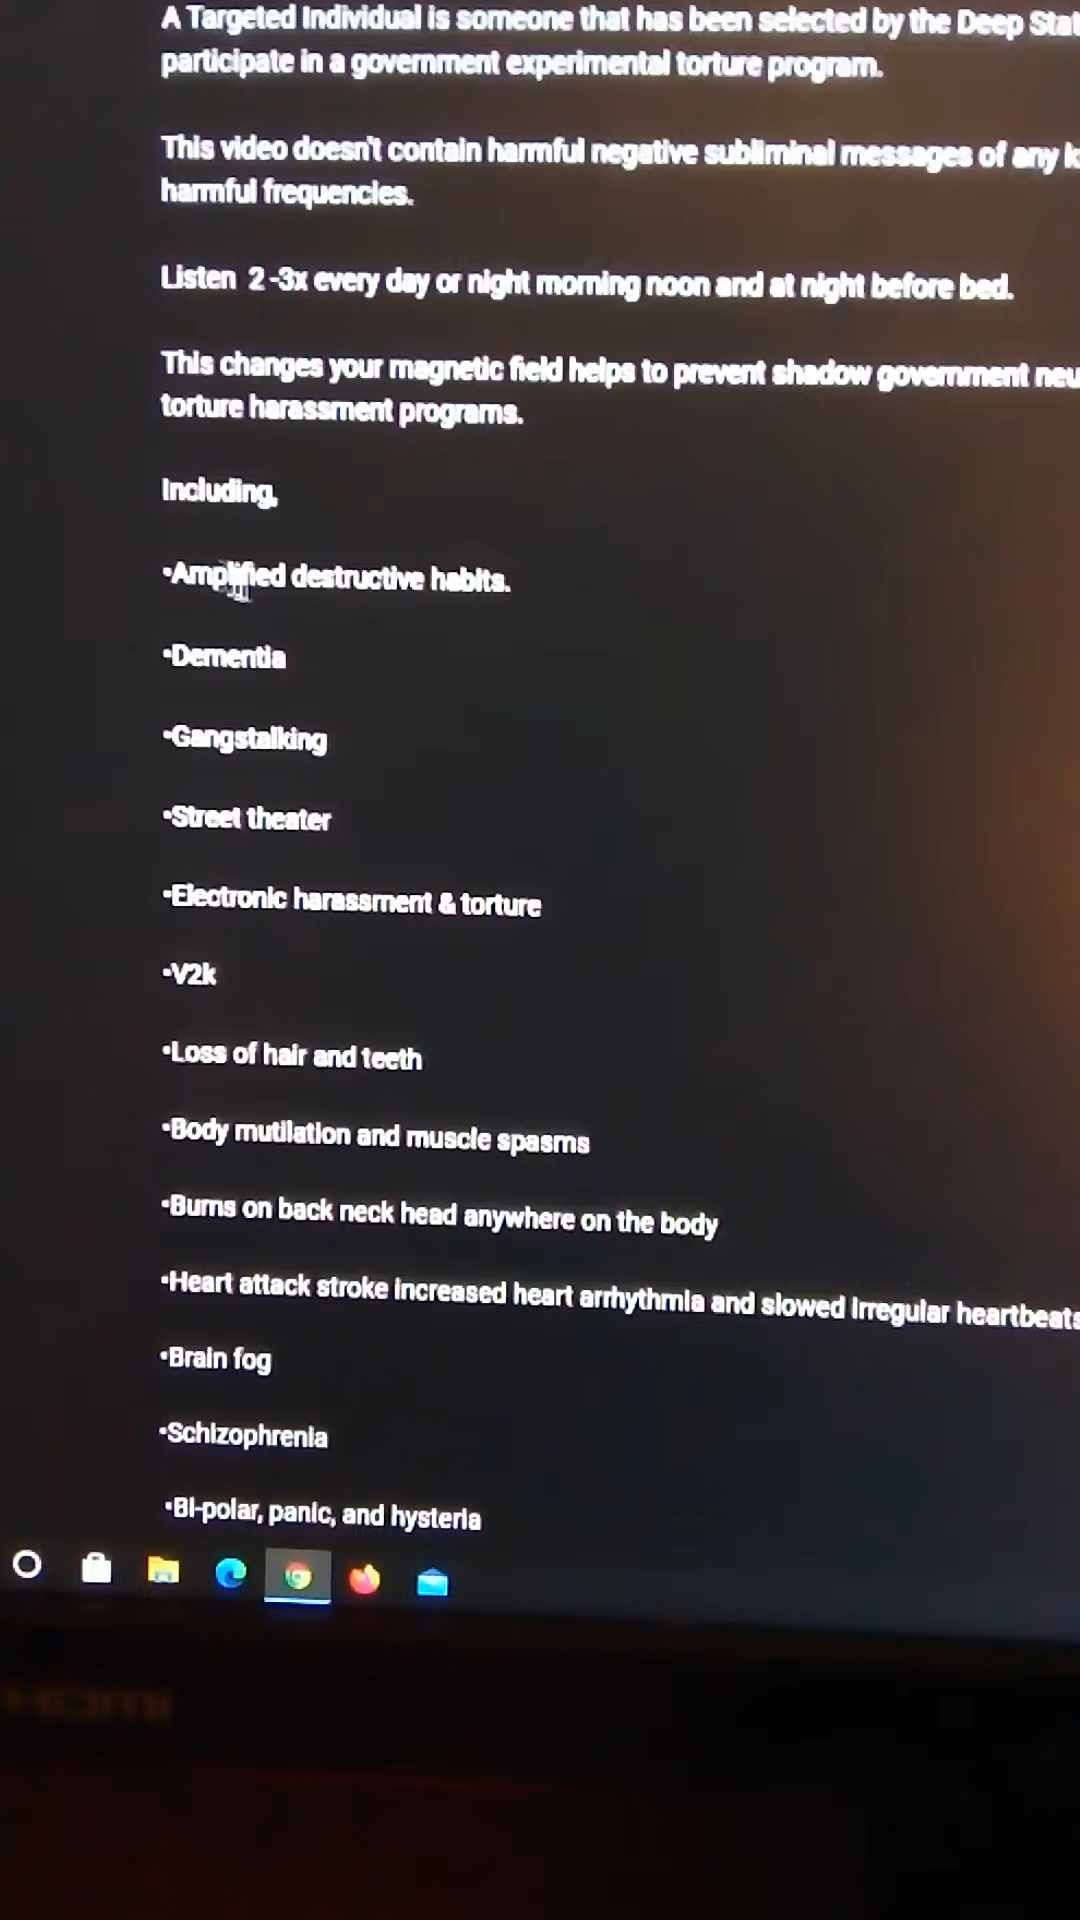 A Targeted Individual is someone that has been selected by the Deep
participate in a government experimental torture program.
This video doesn't contain harmful negative subliminal messages of any
harmful frequencies.
Listen 2 -3x every day or night morning noon and at night before bed.
This changes your magnetic field helps to prevent shadow government
torture harassment programs.
Including,
•Amplified destructive habits.
•Dementia
•Gangstalking
•Street theater
•Electronic harassment & torture
•V2k
•Loss of hair and teeth
•Body mutilation and muscle spasms
•Burns on back neck head anywhere on the body
•Heart attack stroke increased heart arrhythmia and slowed irregular heartbeats
•Brain fog
•Schizophrenia
•Bi-polar, panic, and hysteria
HDMI